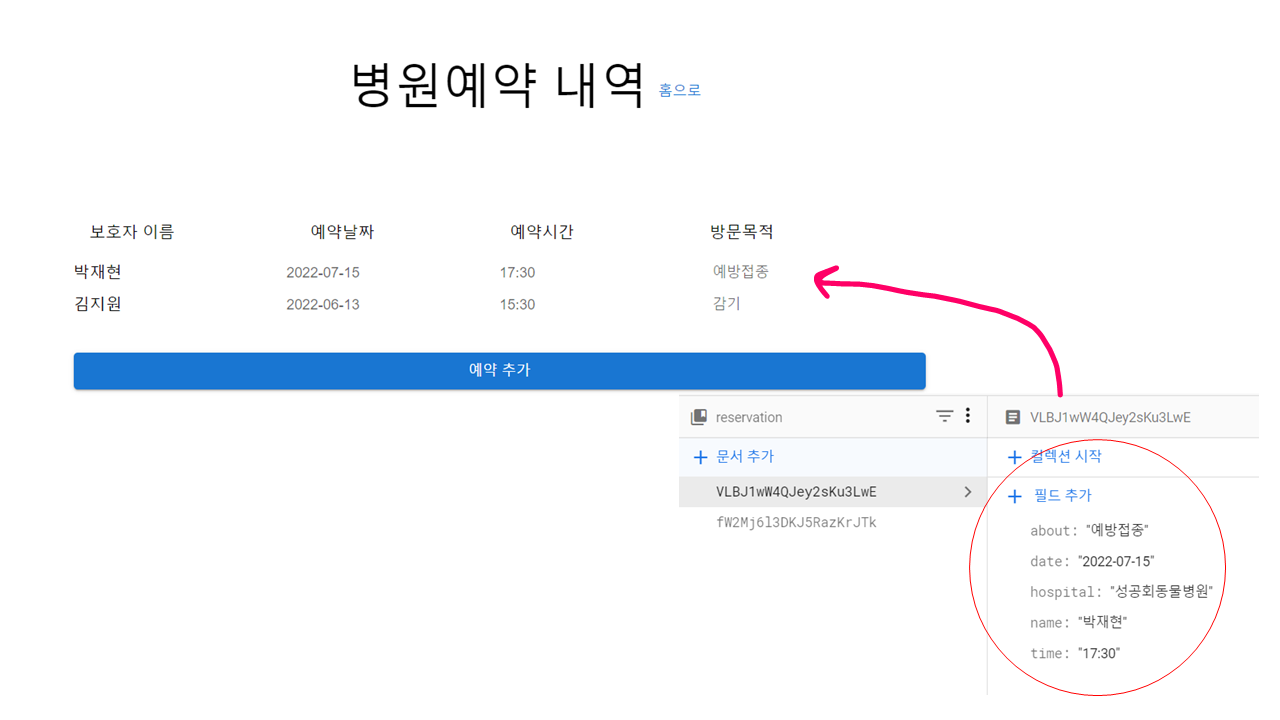 병원예약 내역 홈으로
보호자 이름 예약날짜 예약시간 방문목적
박재현 2022-07-15 17:30 예방접종
김지원 2022-06-13 15:30 감기
예약 추가
reservation
문서 추가
VLBJ1wW4QJey2sKu3LwE
fW2Mj6l3DKJ5RazKrJTk
VLBJ1wW4QJey2sKu3LwE
컬렉션 시작
필드 추가
about: "예방접종"
date: "2022-07-15"
hospital: "성공회동물병원"
name: "박재현"
time: "17:30"